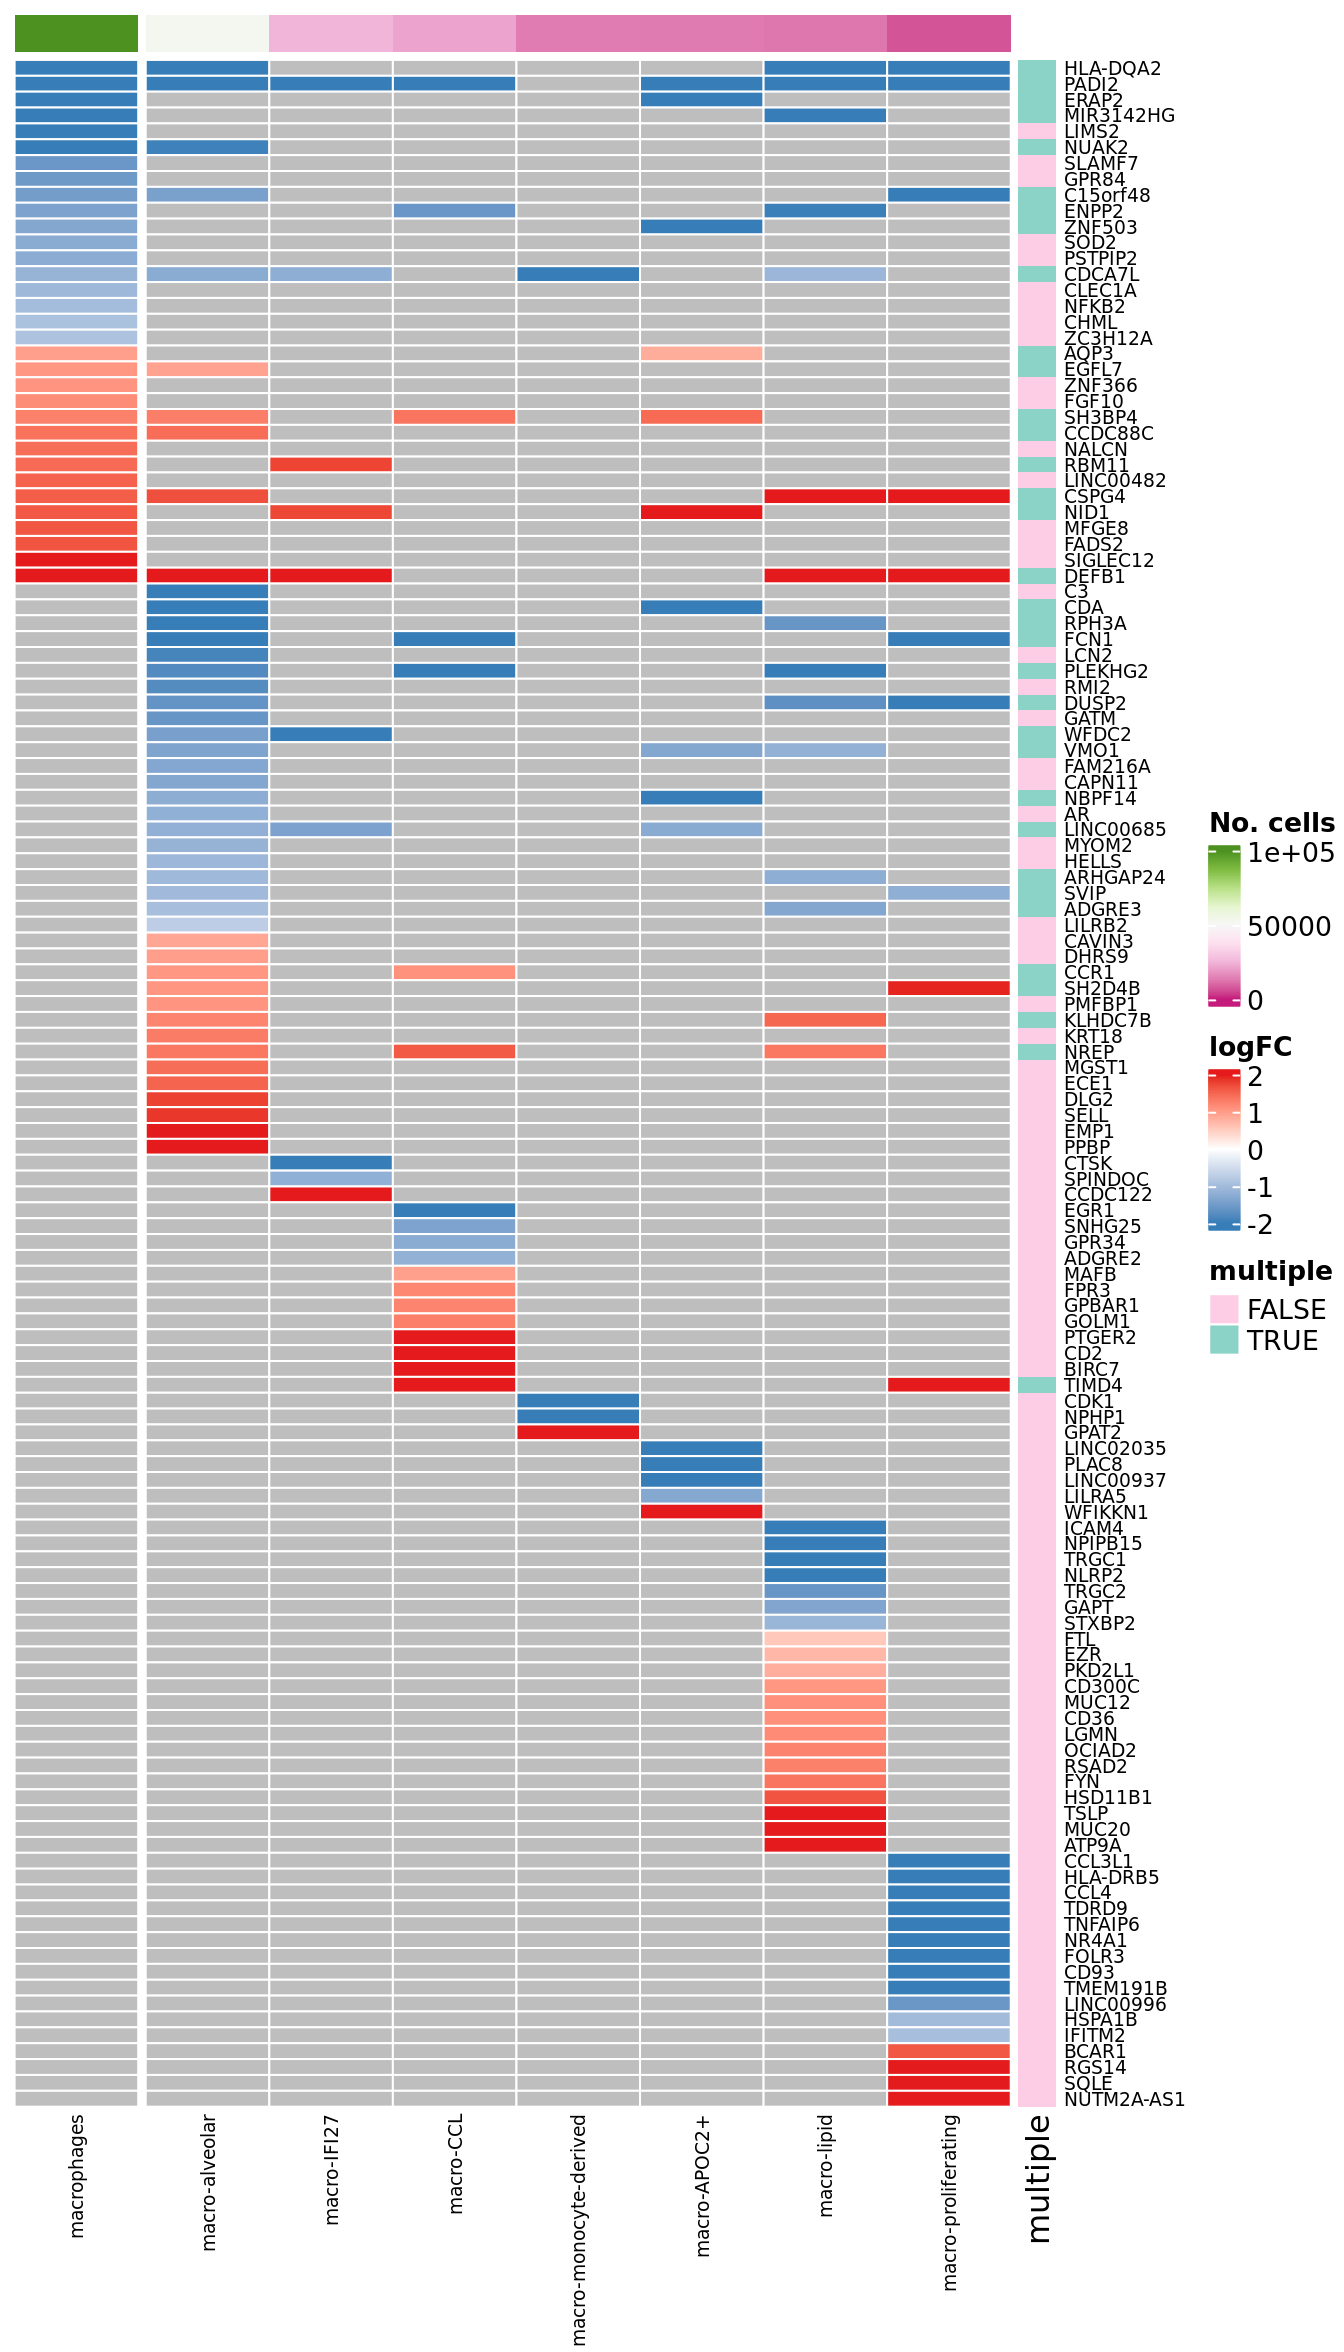 HLA-DQA2
PADI2
ERAP2
MIR3142HG
LIMS2
NUAK2
SLAMF7
GPR84
C15orf48
ENPP2
ZNF503
SOD2
PSTPIP2
CDCA7L
CLEC1A
NFKB2
CHML
ZC3H12A
AQP3
EGFL7
ZNF366
FGF10
SH3BP4
CCDC88C
NALCN
RBM11
LINC00482
CSPG4
NID1
MFGE8
FADS2
SIGLEC12
DEFB1
C3
CDA
RPH3A
FCN1
LCN2
PLEKHG2
RMI2
DUSP2
GATM
WFDC2
VMO1
FAM216A
CAPN11
NBPF14
AR
LINC00685
MYOM2
HELLS
ARHGAP24
SVIP
ADGRE3
LILRB2
CAVIN3
DHRS9
CCR1
SH2D4B
PMFBP1
KLHDC7B
KRT18
NREP
MGST1
ECE1
DLG2
SELL
EMP1
PPBP
CTSK
SPINDOC
CCDC122
EGR1
SNHG25
GPR34
ADGRE2
MAFB
FPR3
GPBAR1
GOLM1
PTGER2
CD2
BIRC7
TIMD4
CDK1
NPHP1
GPAT2
LINC02035
PLAC8
LINC00937
LILRA5
WFIKKN1
ICAM4
NPIPB15
TRGC1
NLRP2
TRGC2
GAPT
STXBP2
FTL
EZR
PKD2L1
CD300C
MUC12
CD36
LGMN
OCIAD2
RSAD2
FYN
HSD11B1
TSLP
MUC20
ATP9A
CCL3L1
HLA-DRB5
CCL4
TDRD9
TNFAIP6
NR4A1
FOLR3
CD93
TMEM191B
LINC00996
HSPA1B
IFITM2
BCAR1
RGS14
SQLE
NUTM2A-AS1
macrophages
macro-alveolar
macro-IFI27
macro-CCL
macro-monocyte-derived
macro-APOC2+
macro-lipid
macro-proliferating
multiple
No. cells
1e+05
50000
0
logFC
2
1
0
-1
-2
multiple
FALSE
TRUE